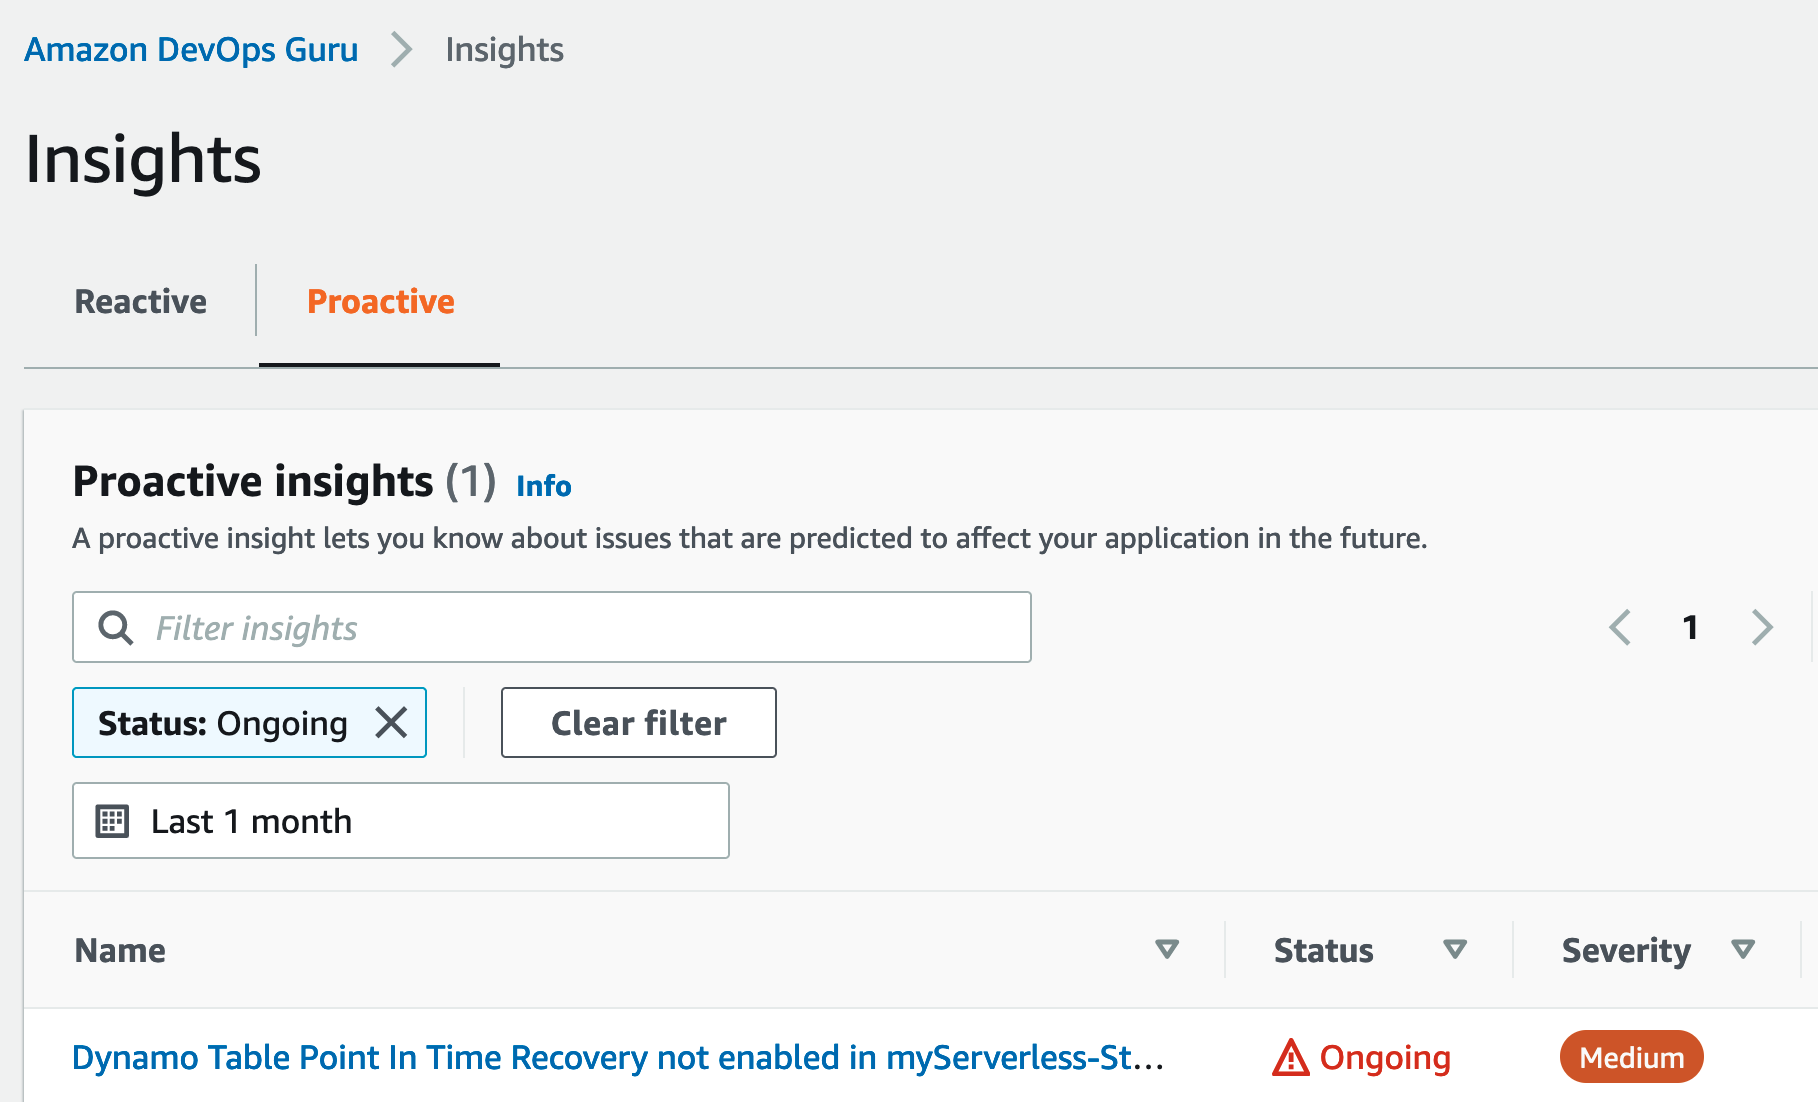 Amazon DevOps Guru > Insights
Insights
Reactive Proactive
Proactive insights (1) Info
A proactive insight lets you know about issues that are predicted to affect your application in the future.
Filter insights 1
Status: Ongoing Clear filter
Last 1 month
Name Status Severity
Dynamo Table Point In Time Recovery not enabled in myServerless-St... Ongoing Medium